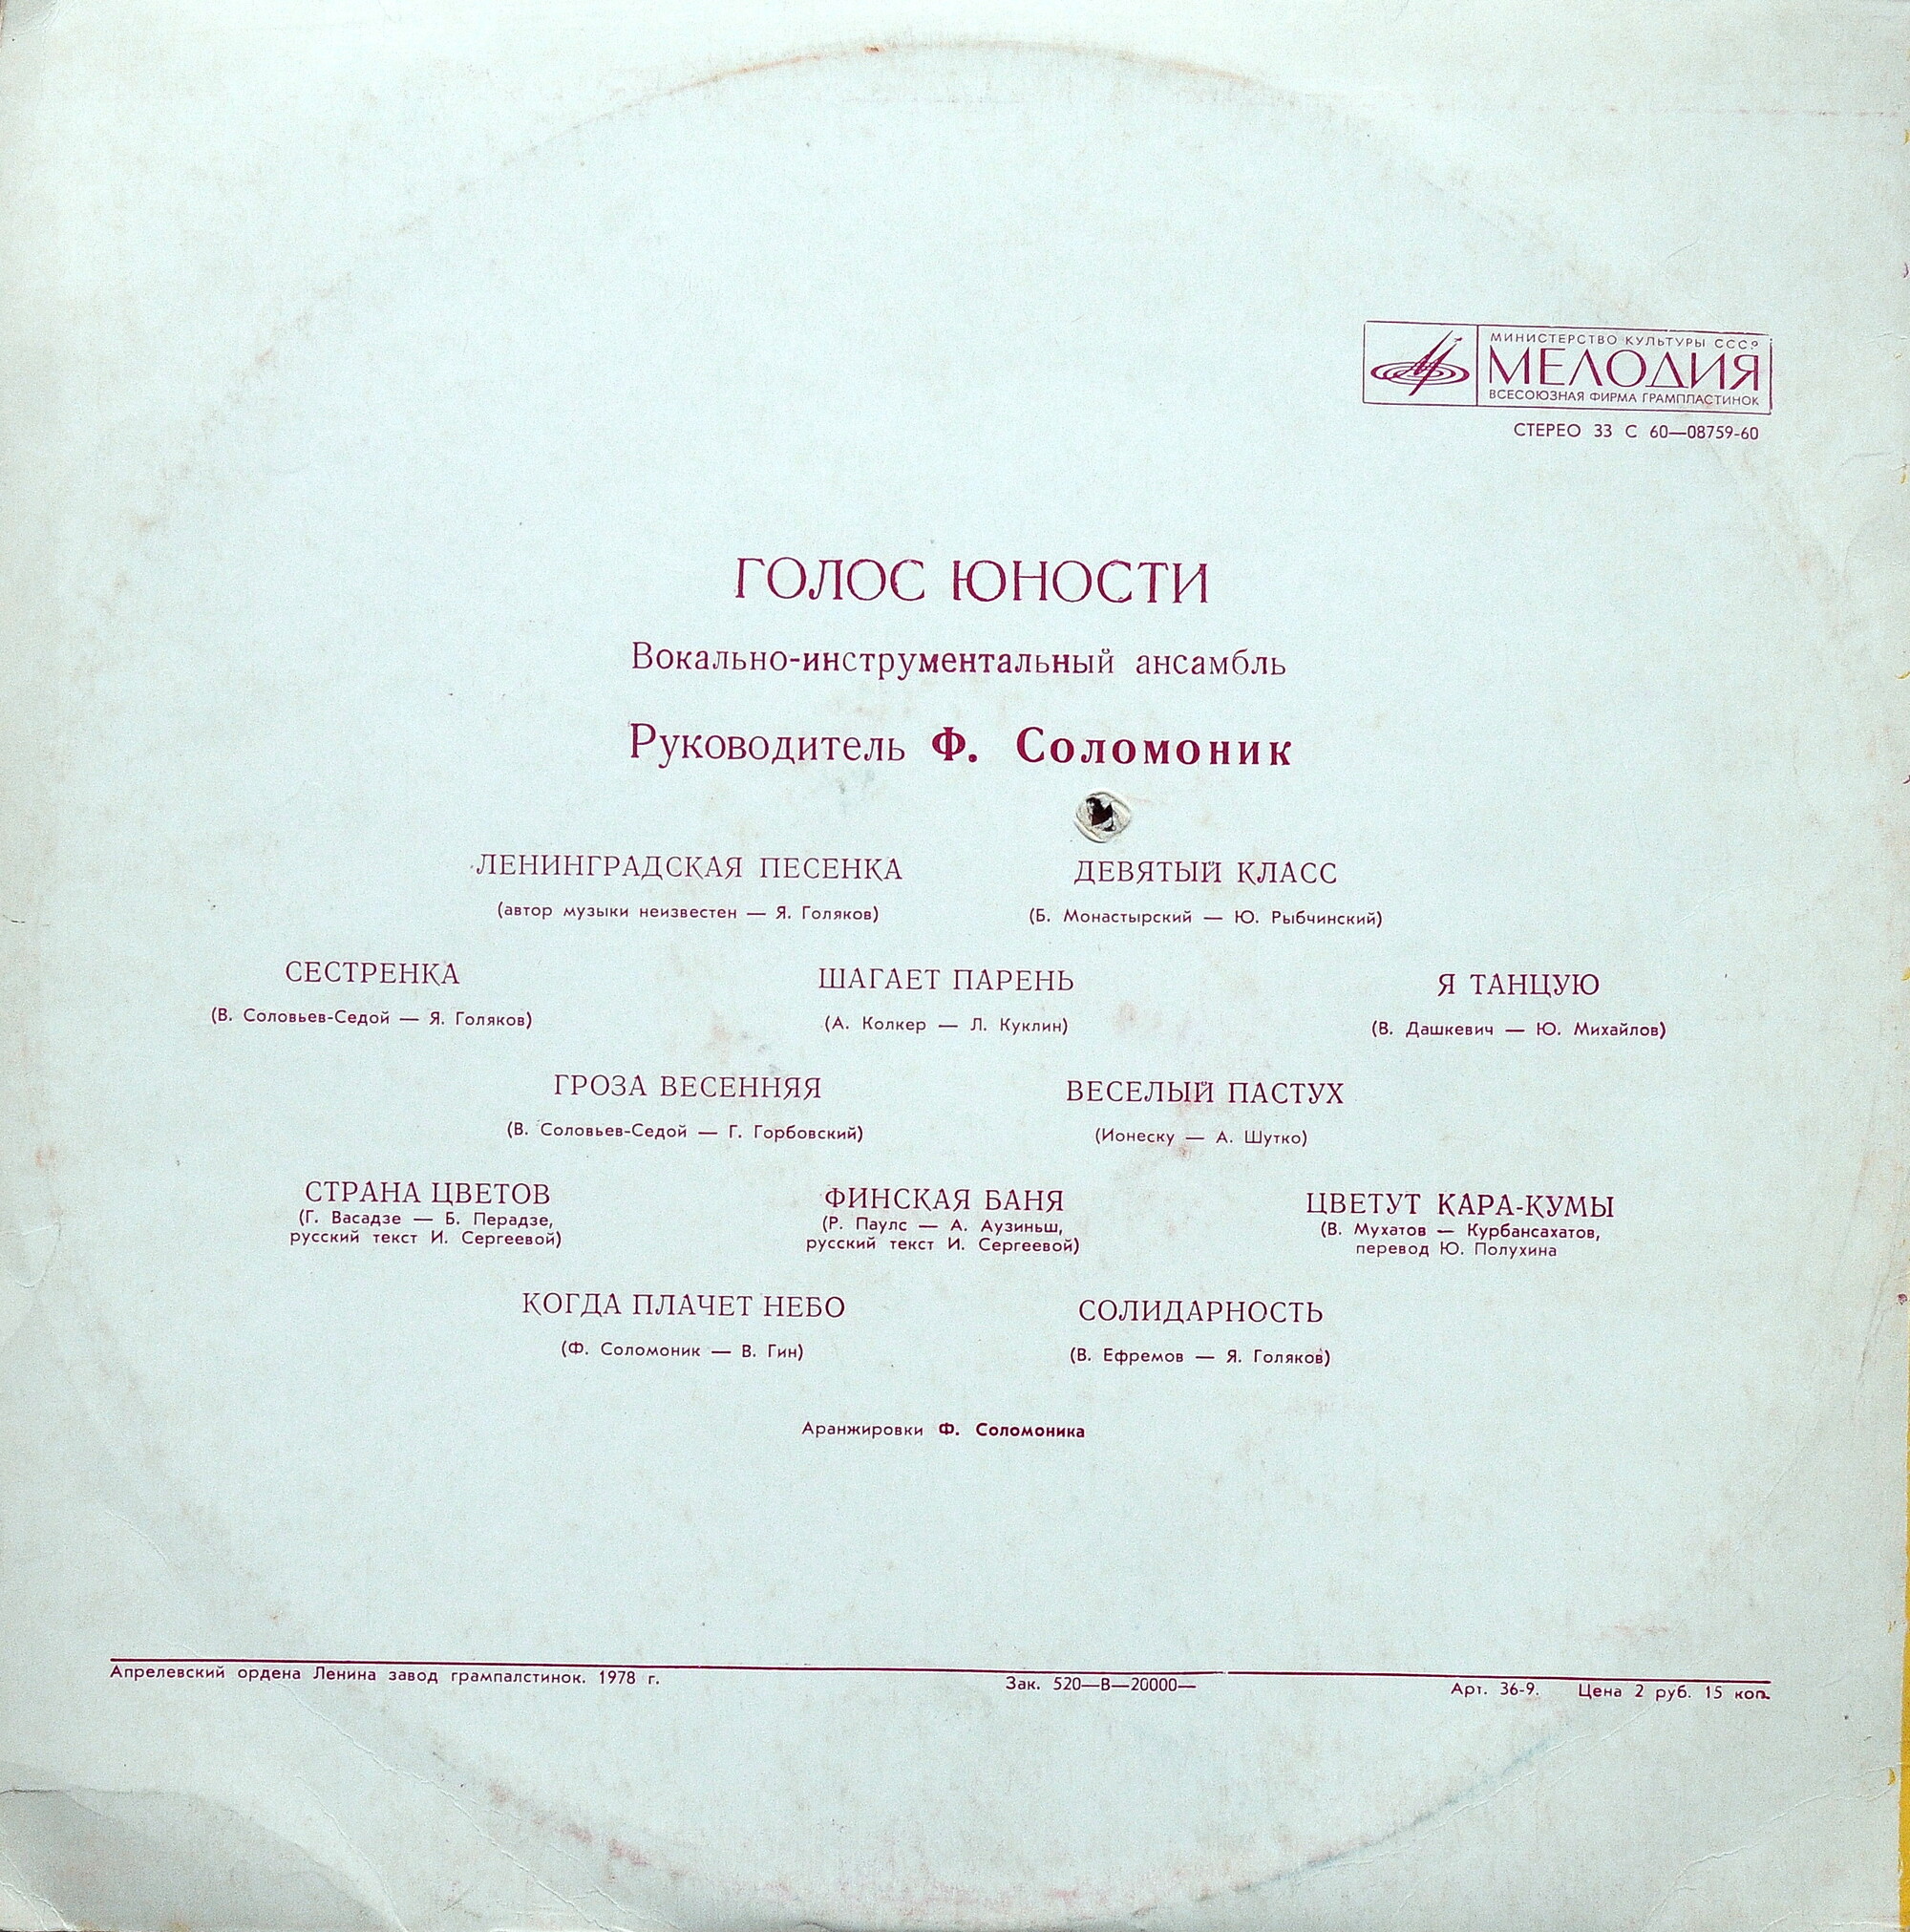 МИНИСТЕРСТВО КУЛЬТУРЫ СССР
МЕЛОДИЯ
ВСЕСОЮЗНАЯ ФИРМА ГРАМПЛАСТИНОК
СТЕРЕО 33 С 60—08759-60
ГОЛОС ЮНОСТИ
Вокально-инструментальный ансамбль
Руководитель Ф. Соломоник
ЛЕНИНГРАДСКАЯ ПЕСЕНКА
(автор музыки неизвестен — Я. Голяков)
ДЕВЯТЫЙ КЛАСС
(Б. Монастырский — Ю. Рыбчинский)
СЕСТРЕНКА
(В. Соловьев-Седой — Я. Голяков)
ШАГАЕТ ПАРЕНЬ
(А. Колкер — Л. Куклин)
Я ТАНЦУЮ
(В. Дашкевич — Ю. Михайлов)
ГРОЗА ВЕСЕННЯЯ
(В. Соловьев-Седой — Г. Горбовский)
ВЕСЕЛЫЙ ПАСТУХ
(Ионеску — А. Шутко)
СТРАНА ЦВЕТОВ
(Г. Васадзе — Б. Перадзе,
русский текст И. Сергеевой)
ФИНСКАЯ БАНЯ
(Р. Паулс — А. Аузиньш,
русский текст И. Сергеевой)
ЦВЕТУТ КАРА-КУМЫ
(В. Мухатов — Курбансахатов,
перевод Ю. Полухина
КОГДА ПЛАЧЕТ НЕБО
(Ф. Соломоник — В. Гин)
СОЛИДАРНОСТЬ
(В. Ефремов — Я. Голяков)
Аранжировки Ф. Соломоника
Апрелевский ордена Ленина завод грампалстинок. 1978 г.
Зак. 520—В—20000—
Арт. 36-9. Цена 2 руб. 15 коп.